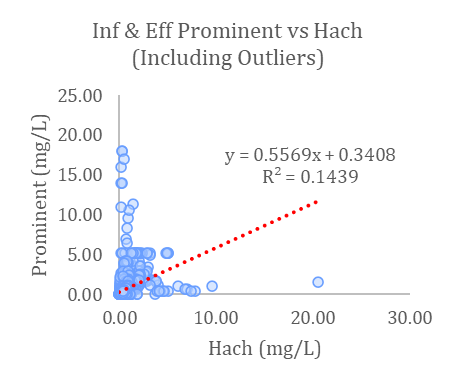 Inf & Eff Prominent vs Hach
(Including Outliers)
25.00
20.00
15.00
10.00
5.00
0.00
Prominent (mg/L)
y = 0.5569x + 0.3408
R² = 0.1439
0.00 10.00 20.00 30.00
Hach (mg/L)